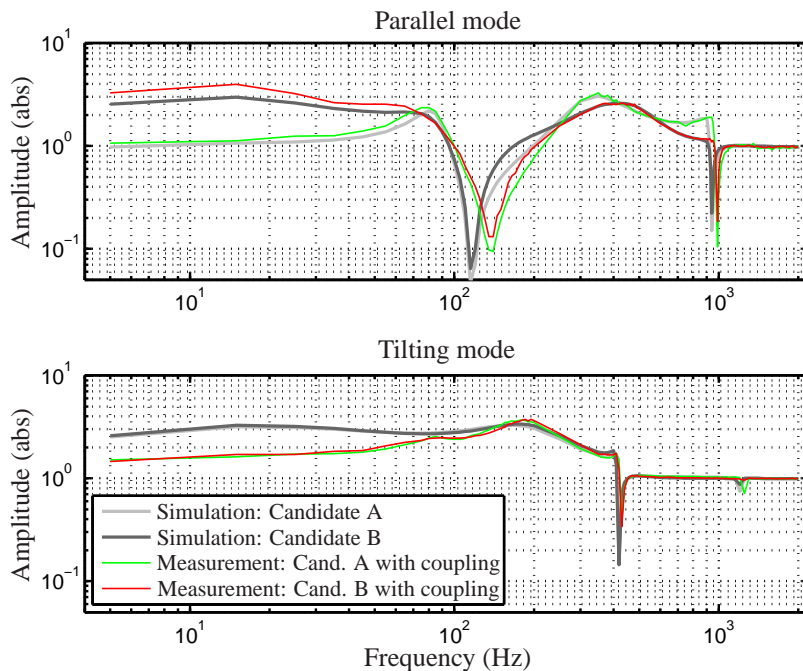 Parallel mode
Amplitude (abs)
10^1
10^0
10^-1
10^1
10^2
10^3
Tilting mode
Amplitude (abs)
10^1
10^0
10^-1
Simulation: Candidate A
Simulation: Candidate B
Measurement: Cand. A with coupling
Measurement: Cand. B with coupling
10^1
10^2
10^3
Frequency (Hz)